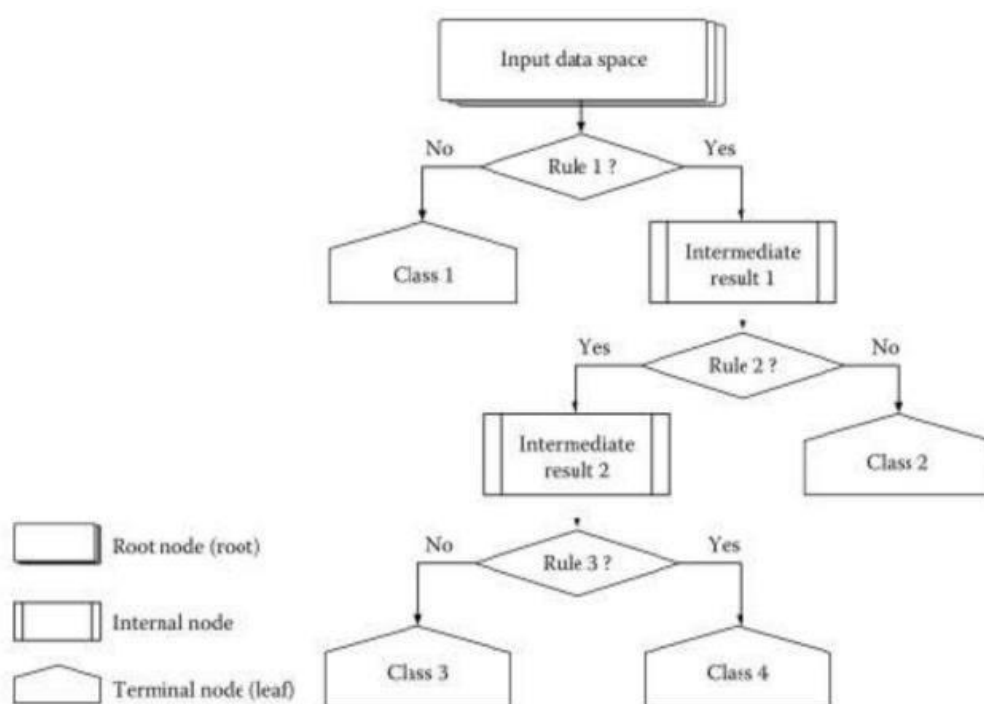 Input data space
No
Rule 1 ?
Yes
Class 1
Intermediate
result 1
Yes
Rule 2 ?
No
Intermediate
result 2
Class 2
Root node (root)
No
Rule 3 ?
Yes
Internal node
Class 3
Class 4
Terminal node (leaf)